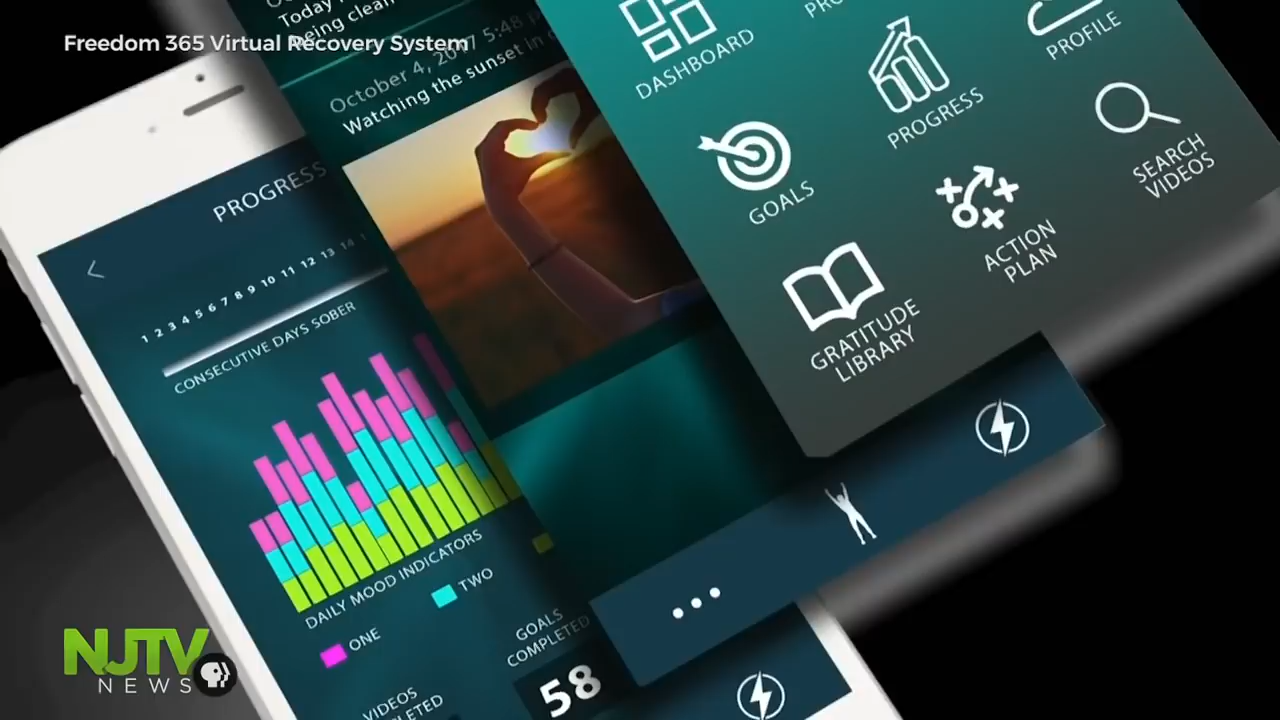 Freedom 365 Virtual Recovery System
Today
being clean
October 4, 2017 5:48
Watching the sunset in
DASHBOARD
PROGRESS
PROFILE
GOALS
ACTION
PLAN
SEARCH
VIDEOS
GRATITUDE
LIBRARY
PROGRESS
1 2 3 4 5 6 7 8 9 10 11 12 13 14
CONSECUTIVE DAYS SOBER
DAILY MOOD INDICATORS
ONE
TWO
GOALS
COMPLETED
58
VIDEOS
NJTV
NEWS
PBS